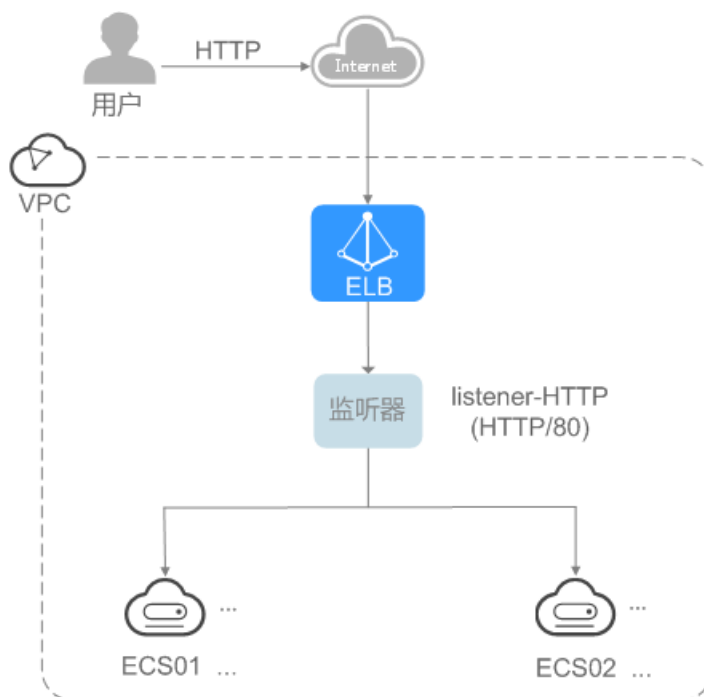 HTTP
Internet
用户
VPC
ELB
监听器
listener-HTTP
(HTTP/80)
...
...
ECS01 ...
ECS02 ...